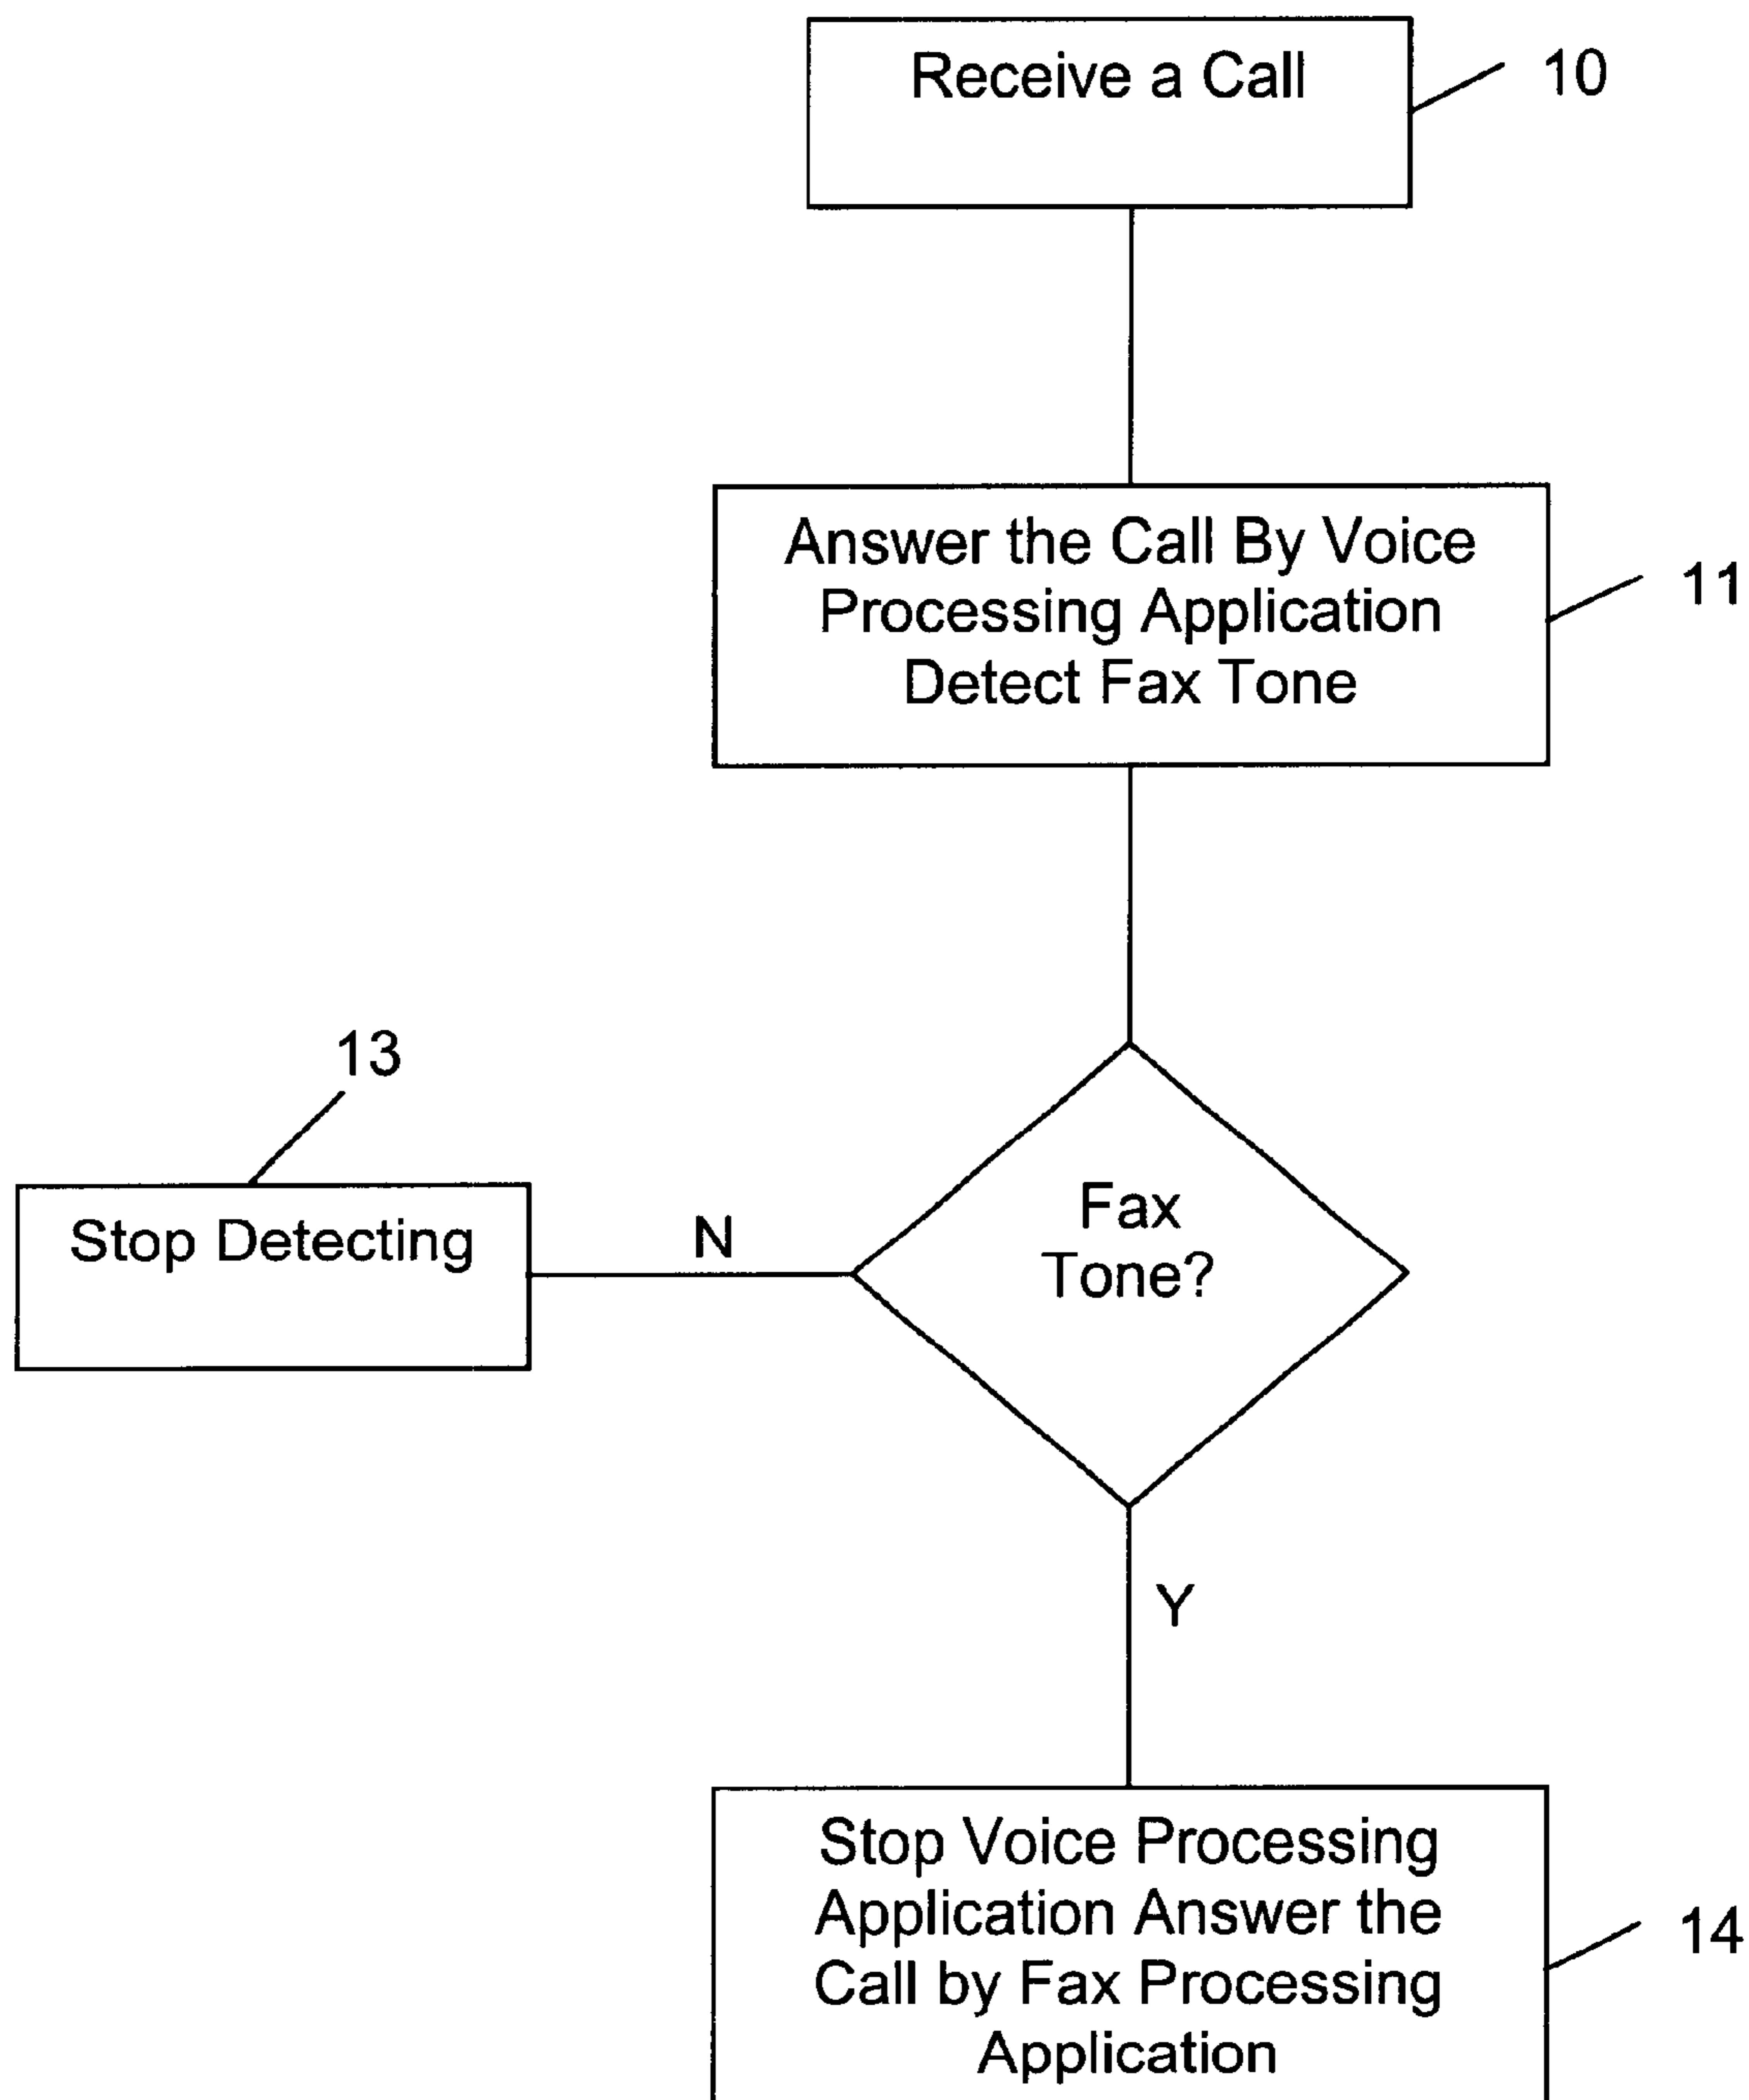 Receive a Call
10
Answer the Call By Voice
Processing Application
Detect Fax Tone
11
13
Stop Detecting
N
Fax
Tone?
Y
Stop Voice Processing
Application Answer the
Call by Fax Processing
Application
14